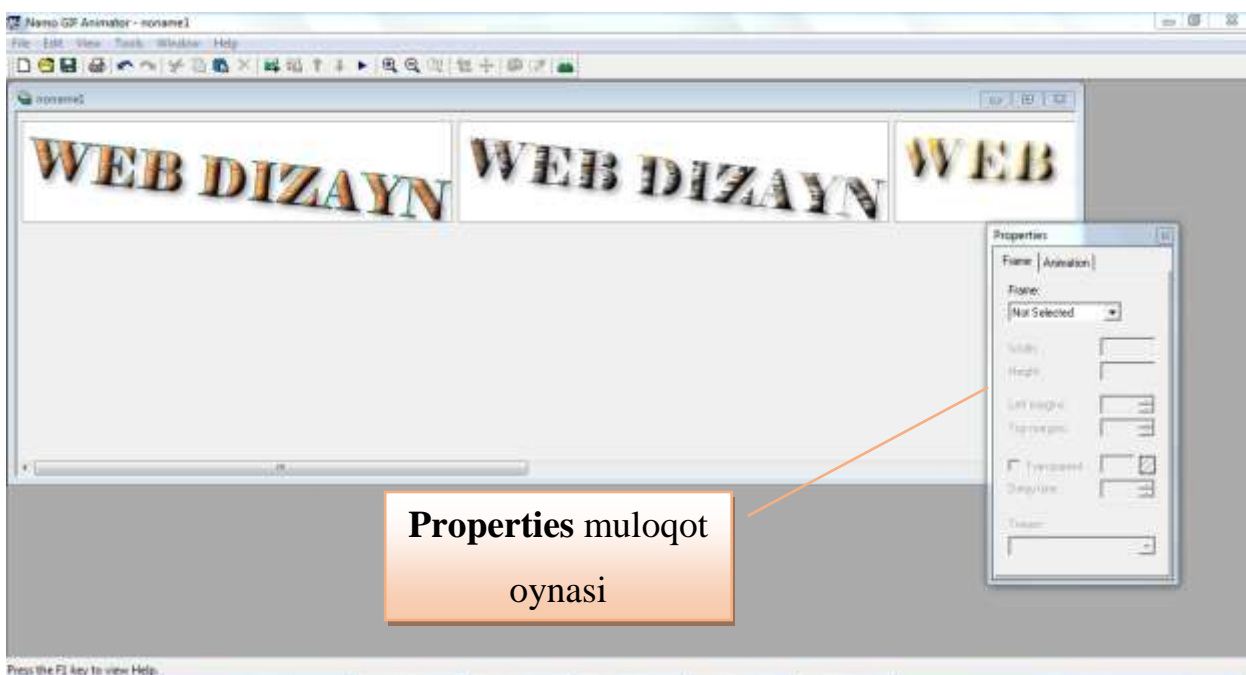 Namo GIF Animator - noname1
File Edit View Tools Window Help
noname1
WEB DIZAYN WEB DIZAYN WEB
Properties
Frame Animation
Frame:
Not Selected
Width:
Height:
Left margin:
Top margin:
Transparent
Properties muloqot
oynasi
Press the F1 key to view Help.